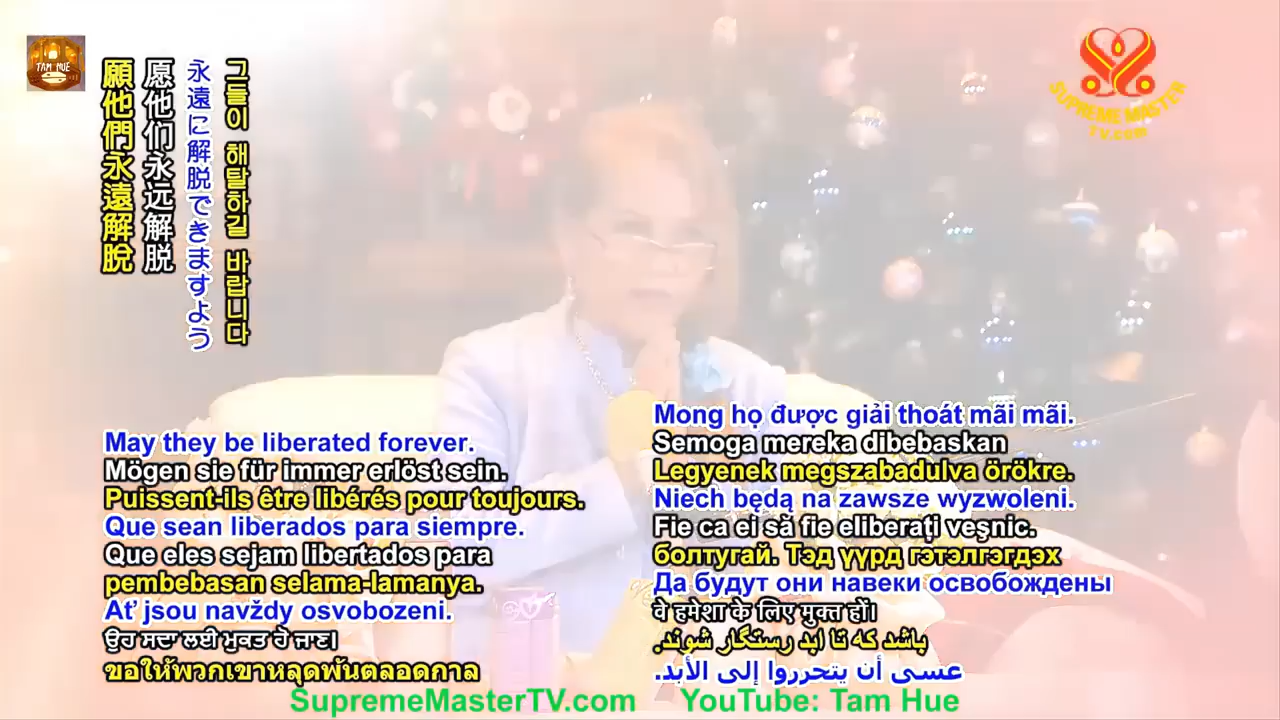 TAM HUE
願他們永遠解脫
愿他们永远解脱
永遠に解脱できますよう
그들이 해탈하길 바랍니다
SUPREME MASTER
TV.com
May they be liberated forever.
Mögen sie für immer erlöst sein.
Puissent-ils être libérés pour toujours.
Que sean liberados para siempre.
Que eles sejam libertados para
pembebasan selama-lamanya.
Ať jsou navždy osvobozeni.
ਉਹ ਸਦਾ ਲਈ ਮੁਕਤ ਹੋ ਜਾਣ।
ขอให้พวกเขาหลุดพ้นตลอดกาล
Mong họ được giải thoát mãi mãi.
Semoga mereka dibebaskan
Legyenek megszabadulva örökre.
Niech będą na zawsze wyzwoleni.
Fie ca ei să fie eliberați veşnic.
болтугай. Тэд үүрд гэтэлгэгдэх
Да будут они навеки освобождены
वे हमेशा के लिए मुक्त हों।
باشد که تا ابد رستگار شوند.
عسى أن يتحرروا إلى الأبد.
SupremeMasterTV.com YouTube: Tam Hue